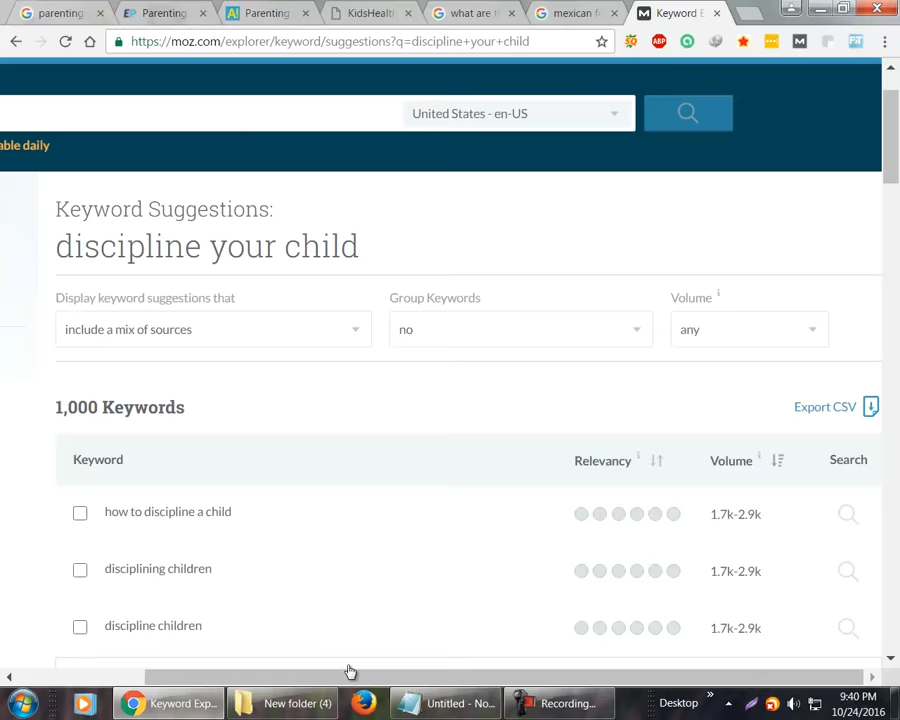 parenting
Parenting
Parenting
KidsHealt
what are t
mexican f
Keyword E
https://moz.com/explorer/keyword/suggestions?q=discipline+your+child
United States - en-US
able daily
Keyword Suggestions:
discipline your child
Display keyword suggestions that
Group Keywords
Volume
include a mix of sources
no
any
1,000 Keywords
Export CSV
Keyword
Relevancy
Volume
Search
how to discipline a child
1.7k-2.9k
disciplining children
1.7k-2.9k
discipline children
1.7k-2.9k
Keyword Exp...
New folder (4)
Untitled - No...
Recording...
Desktop
9:40 PM
10/24/2016